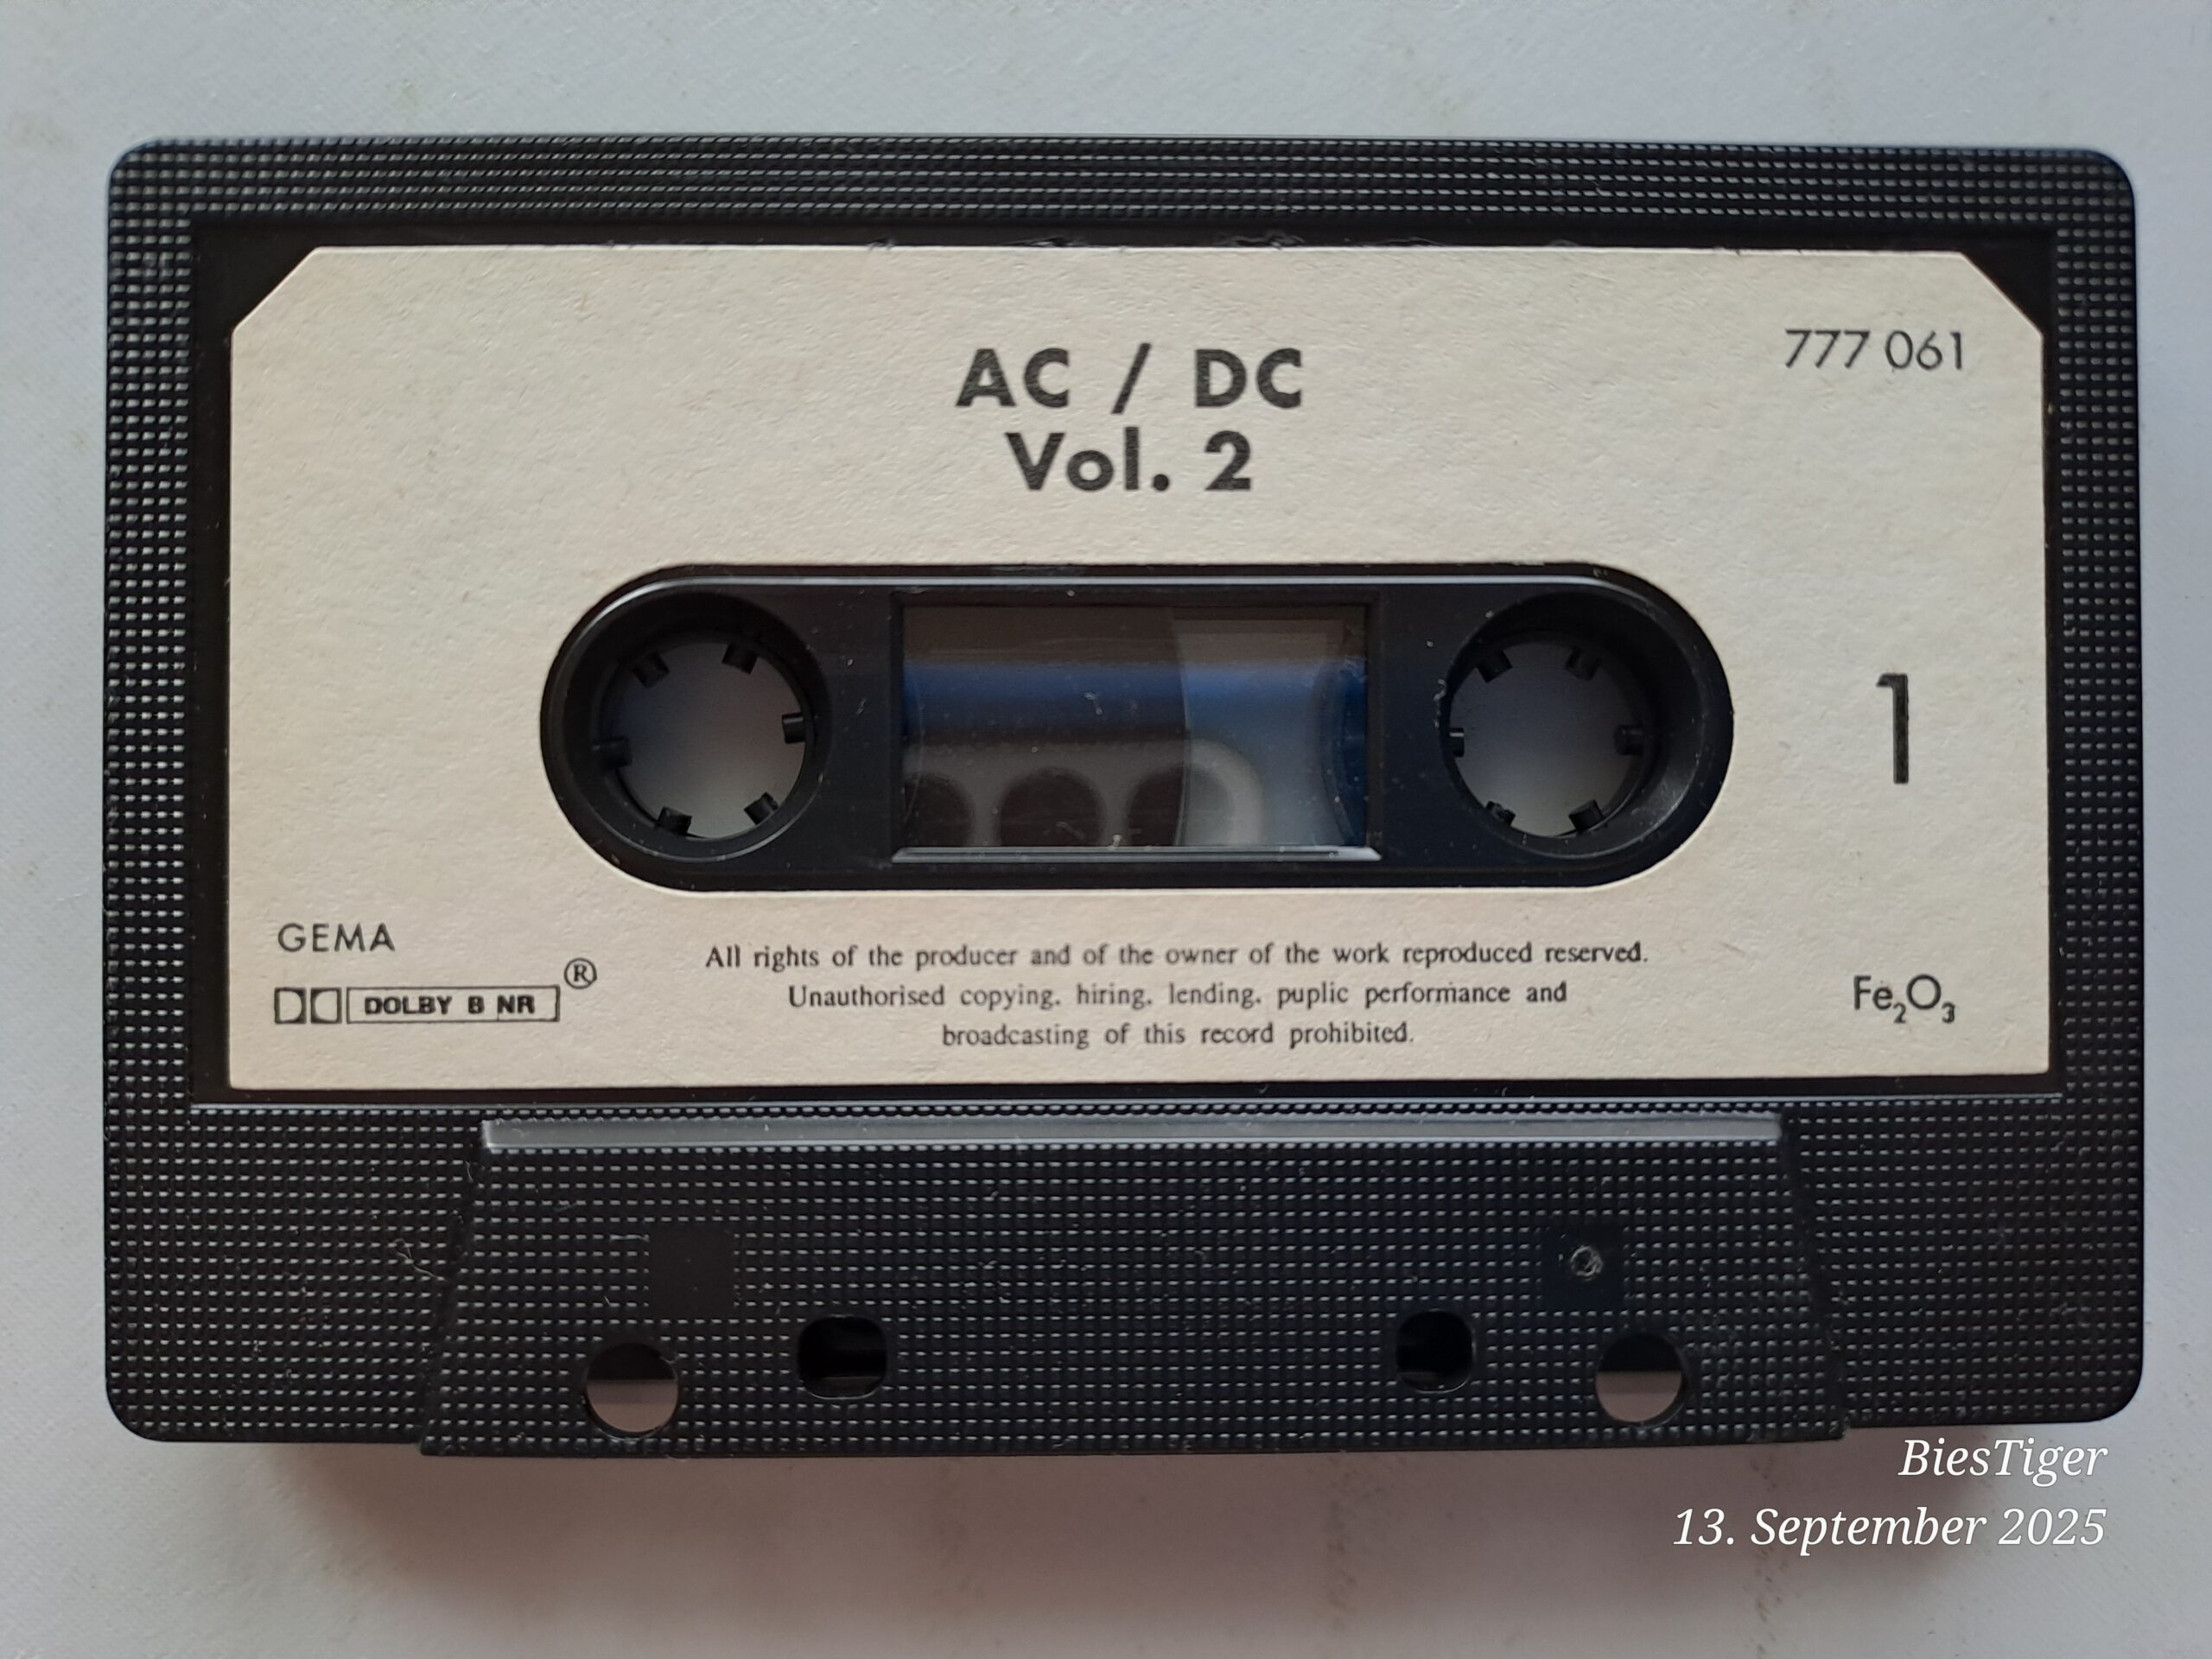 AC / DC
Vol. 2
777 061
1
GEMA
DOLBY B NR ®
All rights of the producer and of the owner of the work reproduced reserved.
Unauthorised copying, hiring, lending, puplic performance and
broadcasting of this record prohibited.
Fe₂O₃
BiesTiger
13. September 2025